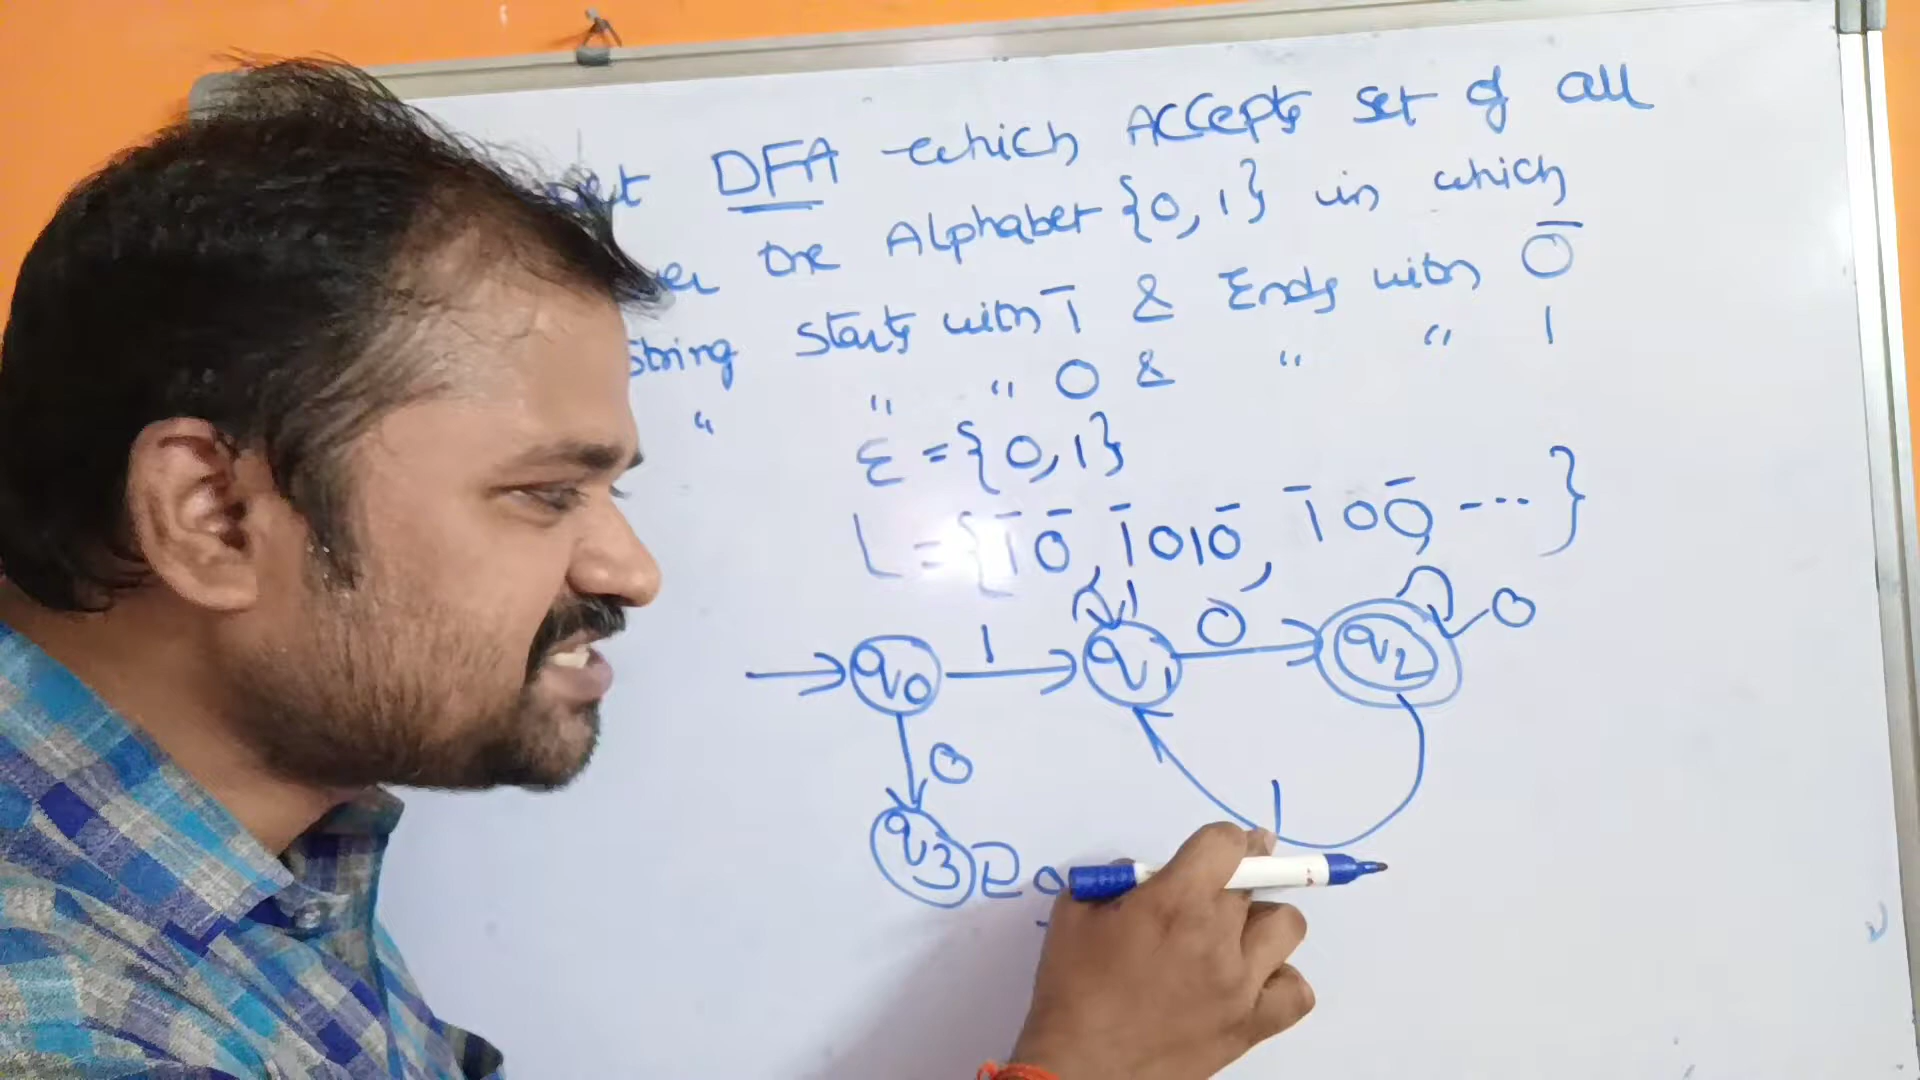 DFA which Accepts set of all
the Alphabet {0, 1} in which
String Starts with 1 & Ends with 0
" " " 0 & " " 1
Ɛ = {0, 1}
L = {10, 1010, 100, ---}
1 0 0
q0 1 q1 q2
0
1
q3